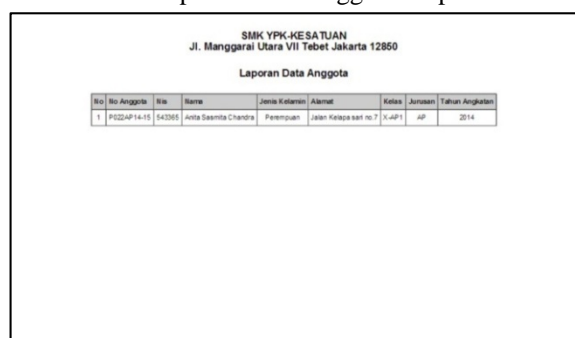 SMK YPK-KESATUAN
Jl. Manggarai Utara VII Tebet Jakarta 12850
Laporan Data Anggota
No No Anggota Nis Nama Jenis Kelamin Alamat Kelas Jurusan Tahun Angkatan
1 P022AP14-15 543365 Anita Sasmita Chandra Perempuan Jalan Kelapa sari no.7 X-AP1 AP 2014